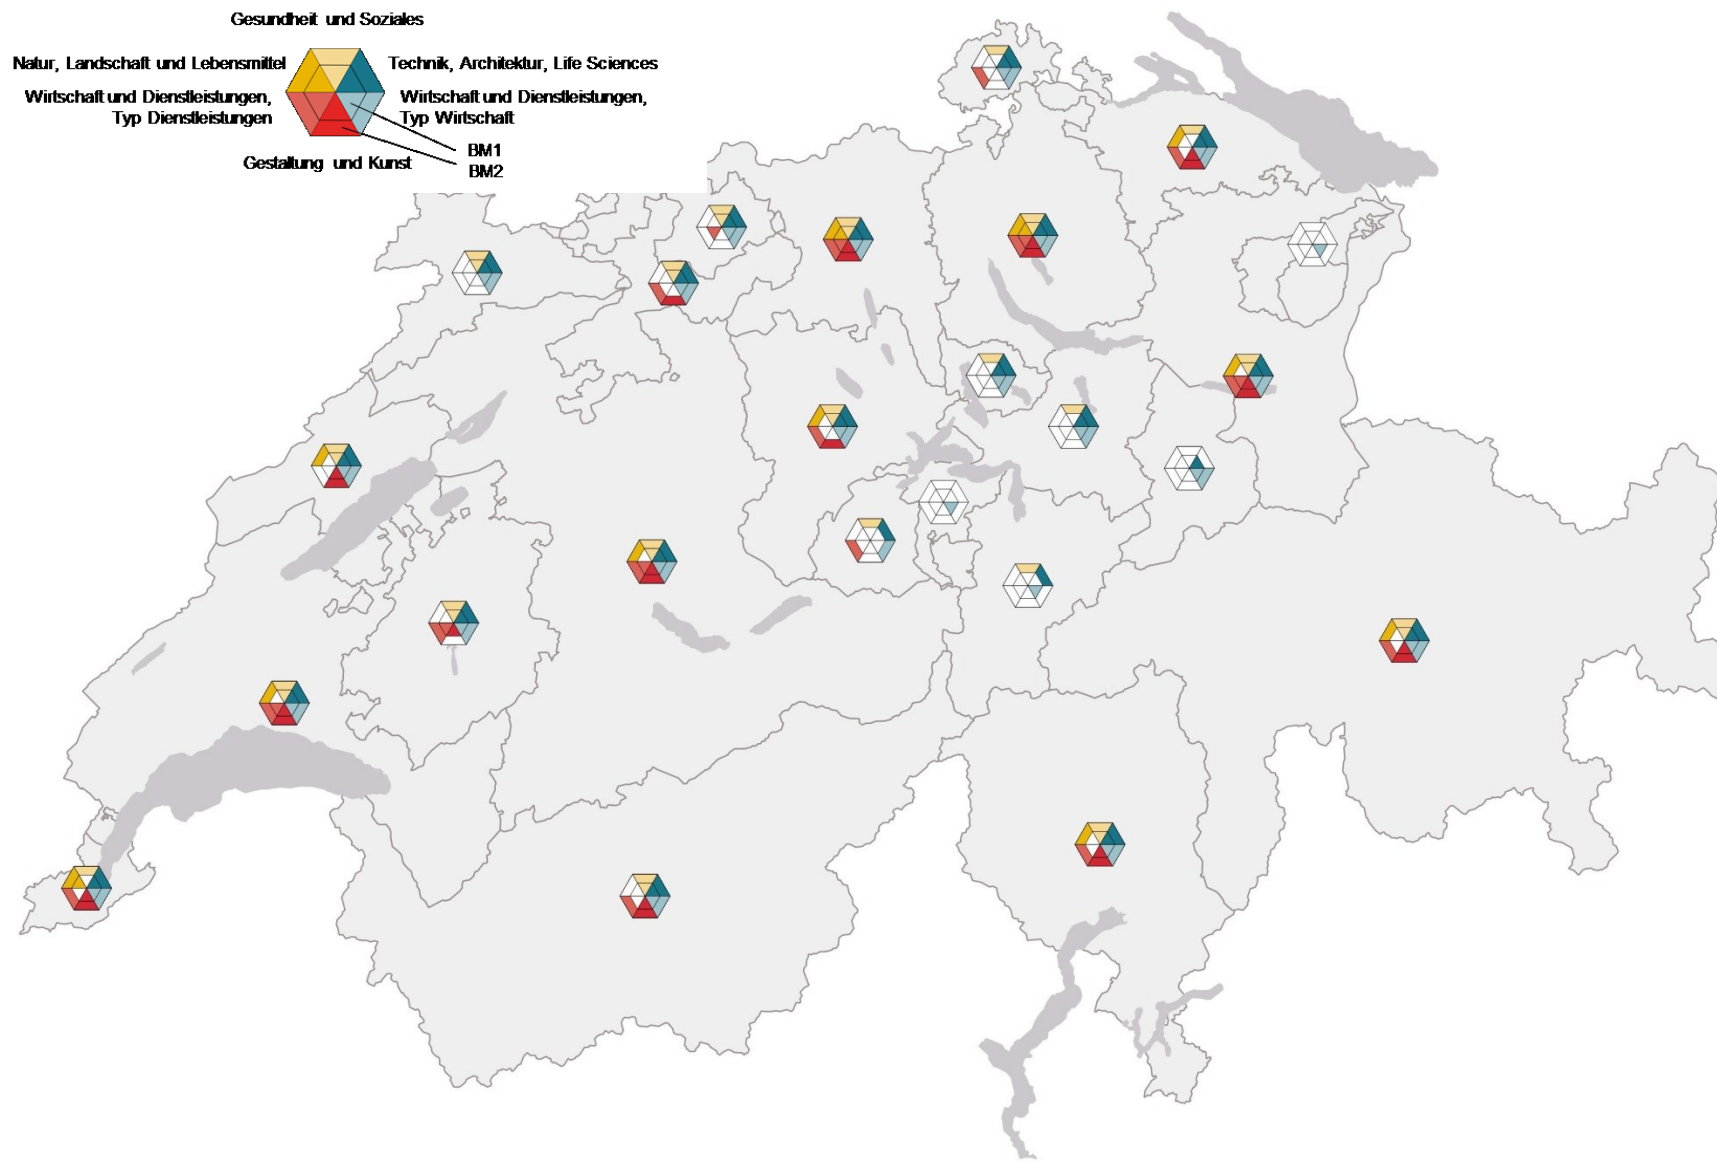 Gesundheit und Soziales
Natur, Landschaft und Lebensmittel
Technik, Architektur, Life Sciences
Wirtschaft und Dienstleistungen,
Typ Dienstleistungen
Wirtschaft und Dienstleistungen,
Typ Wirtschaft
Gestaltung und Kunst
BM1
BM2